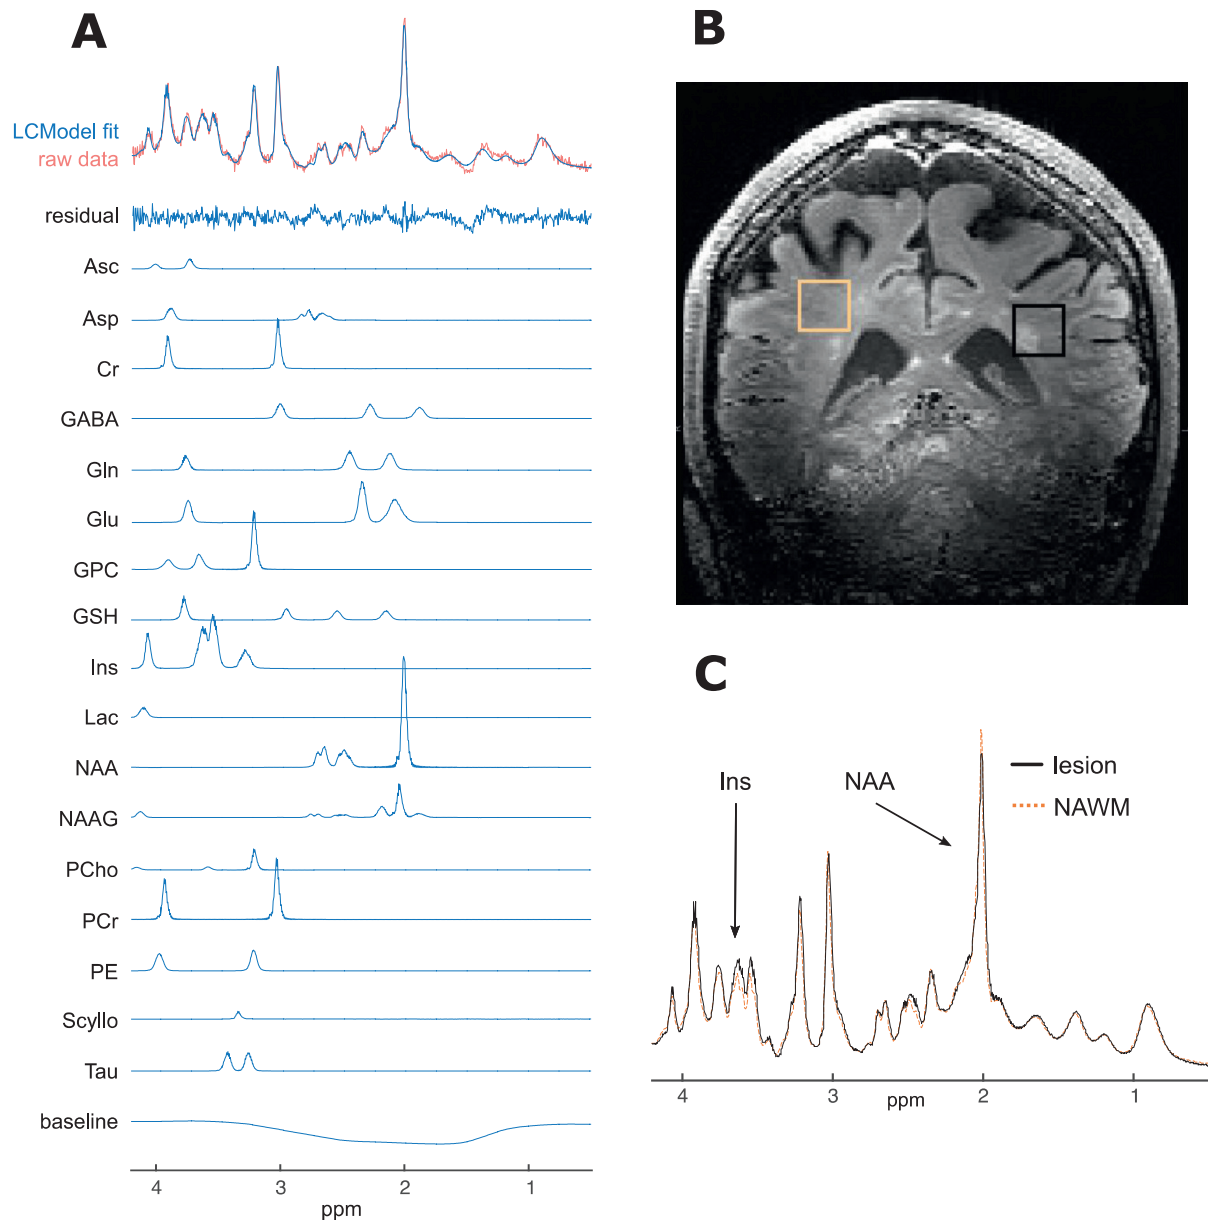 A
LCModel fit
raw data
residual
Asc
Asp
Cr
GABA
Gln
Glu
GPC
GSH
Ins
Lac
NAA
NAAG
PCho
PCr
PE
Scyllo
Tau
baseline
4 3 2 1
ppm
B
C
Ins NAA
lesion
NAWM
4 3 2 1
ppm